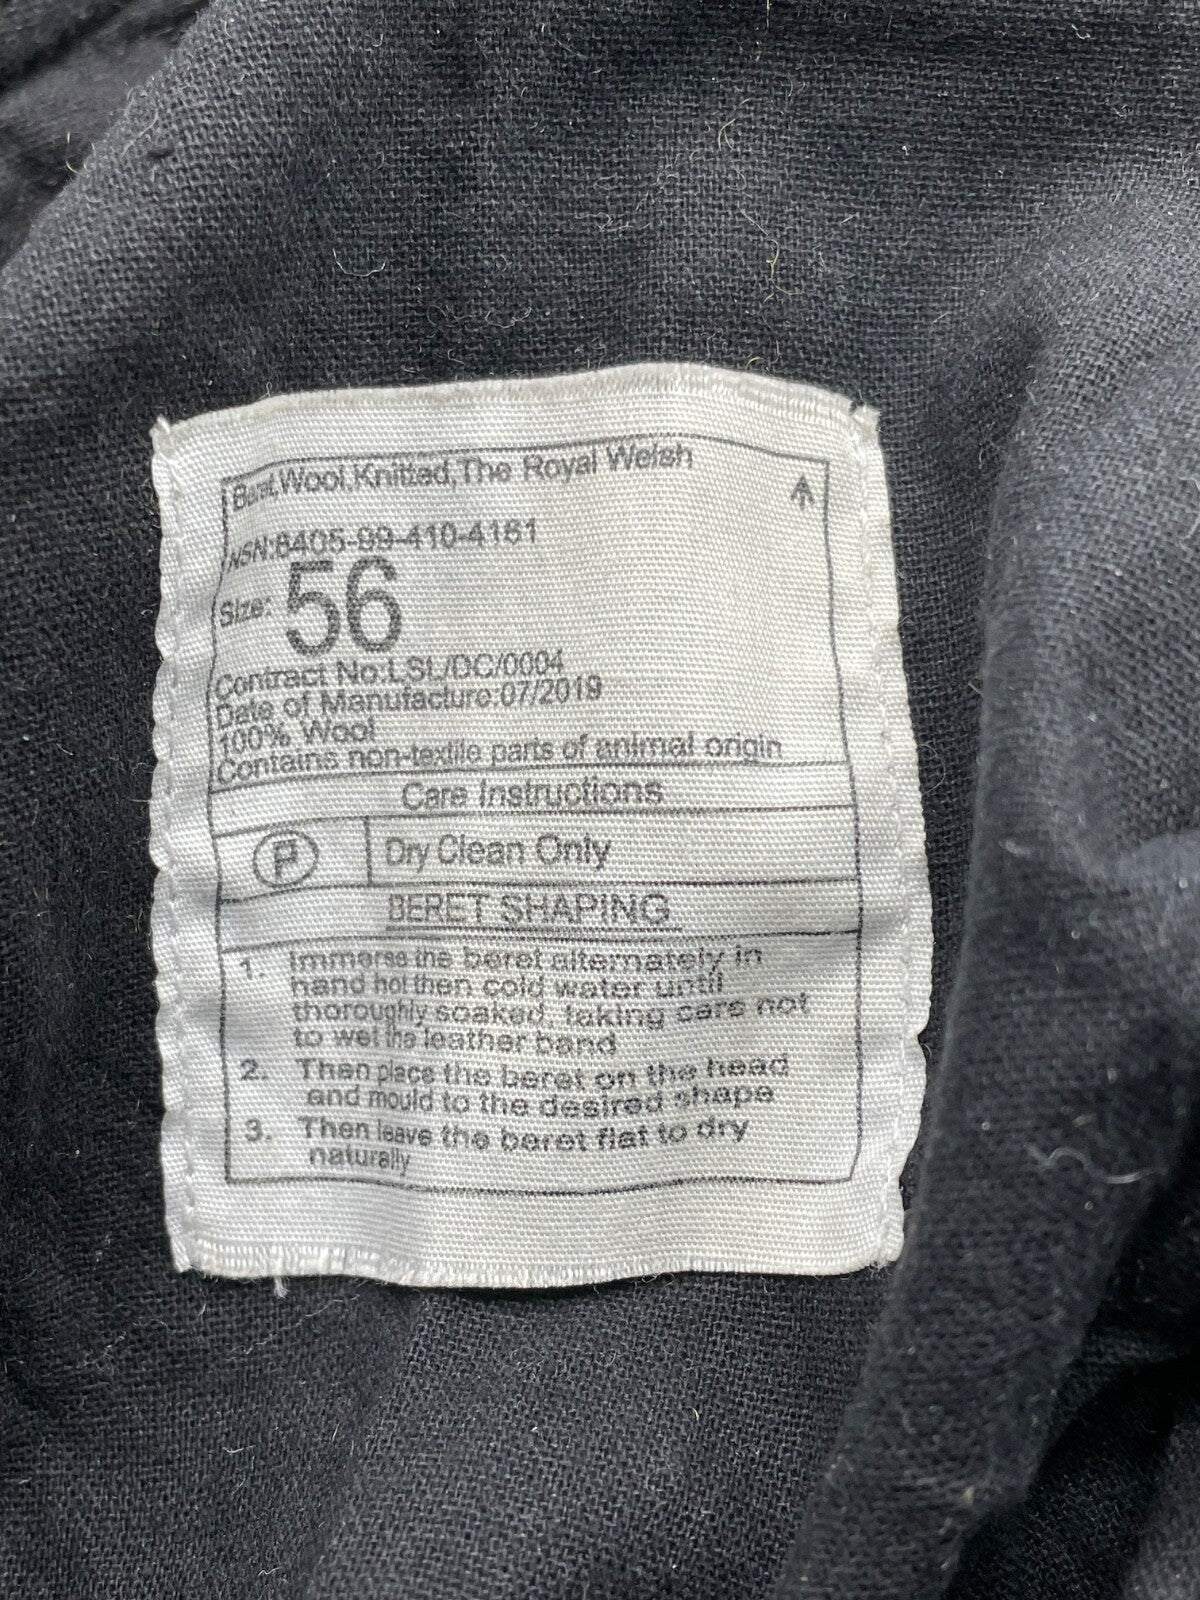 Beret,Wool,Knitted,The Royal Welsh
NSN:8405-99-410-4161
Size: 56
Contract No:LSL/DC/0004
Date of Manufacture:07/2019
100% Wool
Contains non-textile parts of animal origin
Care Instructions
P Dry Clean Only
BERET SHAPING
1. Immerse the beret alternately in
hand hot then cold water until
thoroughly soaked, taking care not
to wet the leather band
2. Then place the beret on the head
and mould to the desired shape
3. Then leave the beret flat to dry
naturally